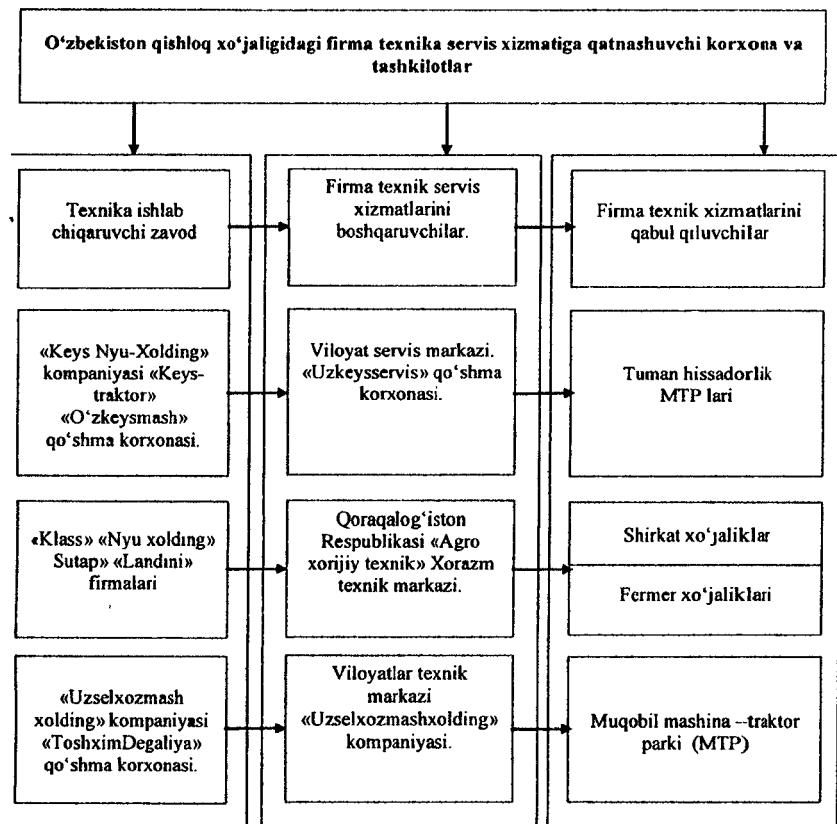 O‘zbekiston qishloq xo‘jaligidagi firma texnika servis xizmatiga qatnashuvchi korxona va
tashkilotlar
Texnika ishlab
chiqaruvchi zavod
Firma texnik servis
xizmatlarini
boshqaruvchilar.
Firma texnik xizmatlarini
qabul qiluvchilar
«Keys Nyu-Xolding»
kompaniyasi «Keys-
traktor»
«O‘zkeysmash»
qo‘shma korxonasi.
Viloyat servis markazi.
«Uzkeysservis» qo‘shma
korxonasi.
Tuman hissadorlik
MTP lari
«Klass» «Nyu xolding»
Sutap» «Landini»
firmalari
Qoraqalog‘iston
Respublikasi «Agro
xorijiy texnik» Xorazm
texnik markazi.
Shirkat xo‘jaliklar
Fermer xo‘jaliklari
«Uzselxozmash
xolding» kompaniyasi
«ToshximDegaliya»
qo‘shma korxonasi.
Viloyatlar texnik
markazi
«Uzselxozmashxolding»
kompaniyasi.
Muqobil mashina --traktor
parki (MTP)